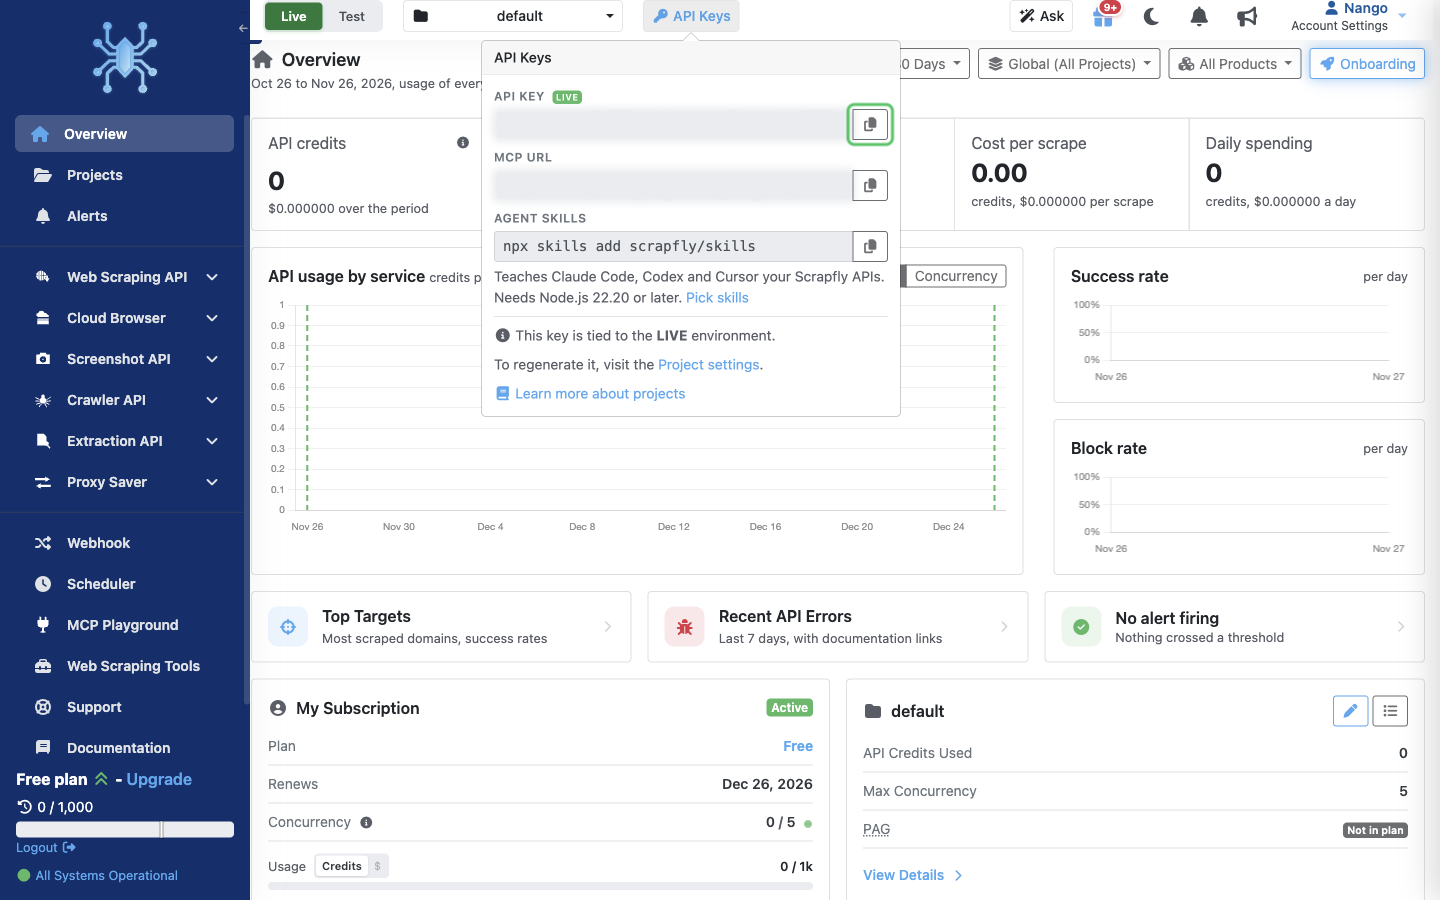 Live
Test
default
API Keys
Ask
9+
Nango
Account Settings
Overview
Projects
Alerts
Web Scraping API
Cloud Browser
Screenshot API
Crawler API
Extraction API
Proxy Saver
Webhook
Scheduler
MCP Playground
Web Scraping Tools
Support
Documentation
Free plan - Upgrade
0 / 1,000
Logout
All Systems Operational
Overview
Oct 26 to Nov 26, 2026, usage of
Days
Global (All Projects)
All Products
Onboarding
API Keys
API KEY LIVE
MCP URL
AGENT SKILLS
npx skills add scrapfly/skills
Teaches Claude Code, Codex and Cursor your Scrapfly APIs.
Needs Node.js 22.20 or later. Pick skills
This key is tied to the LIVE environment.
To regenerate it, visit the Project settings.
Learn more about projects
API credits
0
$0.000000 over the period
Cost per scrape
0.00
credits, $0.000000 per scrape
Daily spending
0
credits, $0.000000 a day
API usage by service credits
Concurrency
1
0.9
0.8
0.7
0.6
0.5
0.4
0.3
0.2
0.1
0
Nov 26 Nov 30 Dec 4 Dec 8 Dec 12 Dec 16 Dec 20 Dec 24
Success rate per day
100%
50%
0%
Nov 26 Nov 27
Block rate per day
100%
50%
0%
Nov 26 Nov 27
Top Targets
Most scraped domains, success rates
Recent API Errors
Last 7 days, with documentation links
No alert firing
Nothing crossed a threshold
My Subscription Active
Plan Free
Renews Dec 26, 2026
Concurrency 0 / 5
Usage Credits $ 0 / 1k
default
API Credits Used 0
Max Concurrency 5
PAG Not in plan
View Details